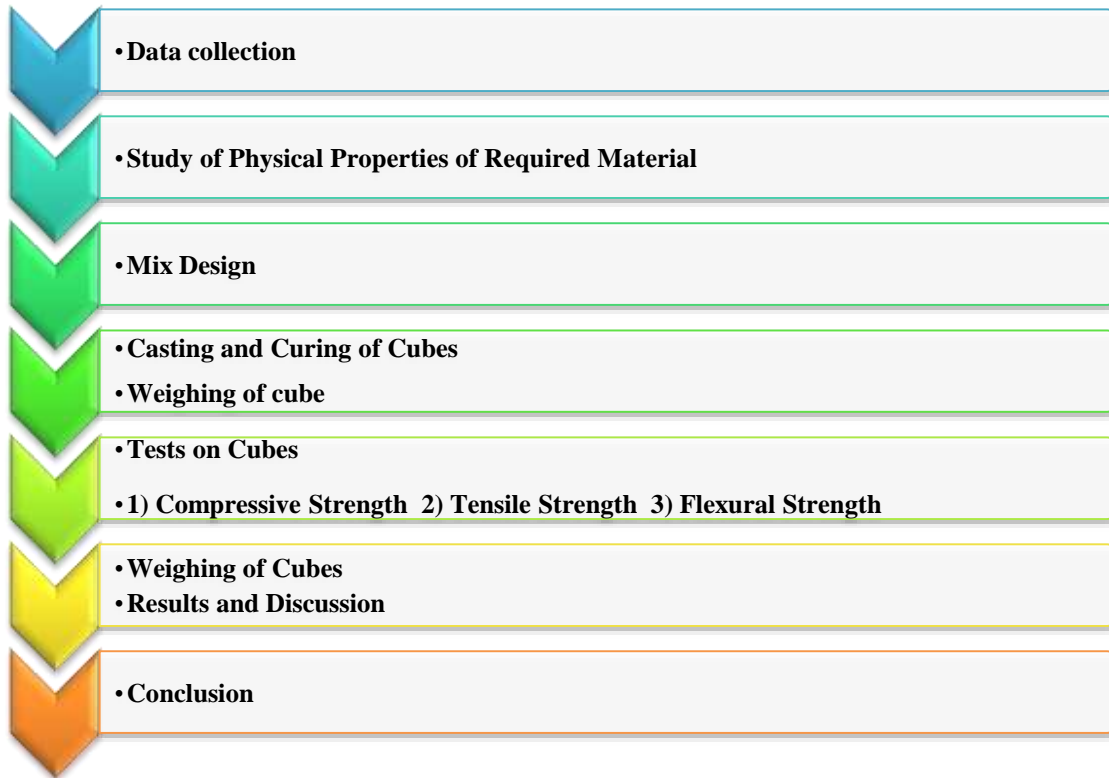 •Data collection
•Study of Physical Properties of Required Material
•Mix Design
•Casting and Curing of Cubes
•Weighing of cube
•Tests on Cubes
•1) Compressive Strength 2) Tensile Strength 3) Flexural Strength
•Weighing of Cubes
•Results and Discussion
•Conclusion